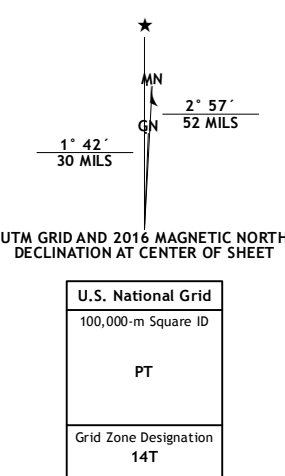 ★
MN
2° 57´
GN
52 MILS
1° 42´
30 MILS
UTM GRID AND 2016 MAGNETIC NORTH
DECLINATION AT CENTER OF SHEET
U.S. National Grid
100,000-m Square ID
PT
Grid Zone Designation
14T